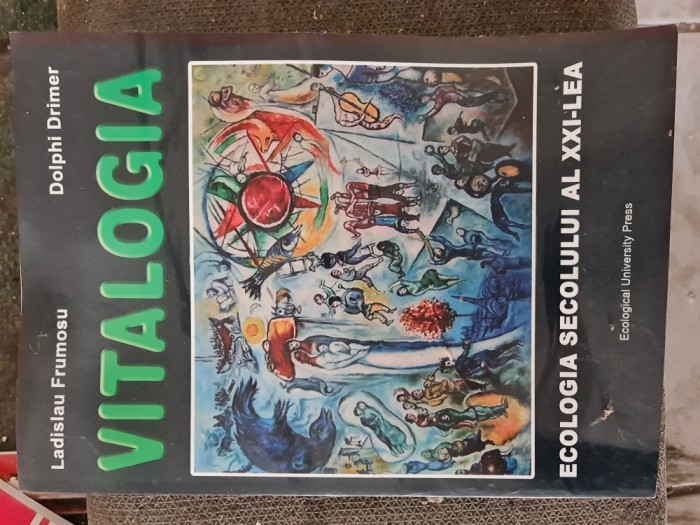 Ladislau Frumosu Dolphi Drimer
VITALOGIA
ECOLOGIA SECOLULUI AL XXI-LEA
Ecological University Press